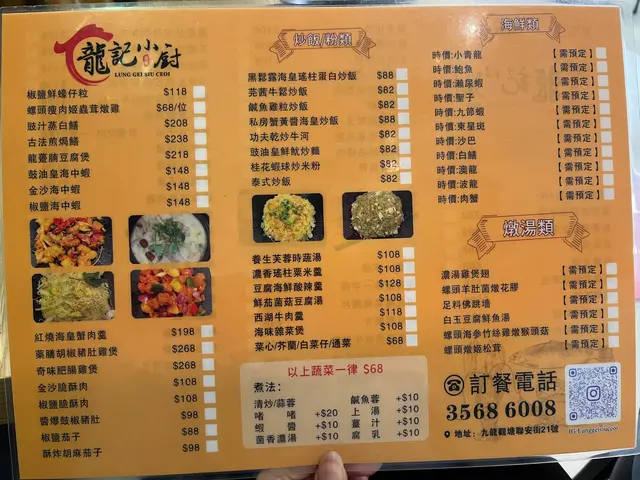 龍記小廚
LUNG GEI SIU CEOI
椒鹽鮮蠔仔粒 $118
螺頭瘦肉姬蟲茸燉雞 $68/位
豉汁蒸白鱔 $208
古法煎焗鱔 $238
龍躉腩豆腐煲 $218
鼓油皇海中蝦 $148
金沙海中蝦 $148
椒鹽海中蝦 $148
紅燒海皇蟹肉羹 $198
藥膳胡椒豬肚雞煲 $268
奇味肥腸雞煲 $268
金沙脆酥肉 $108
椒鹽脆酥肉 $108
醬爆豉椒豬肚 $98
椒鹽茄子 $88
酥炸胡麻茄子 $98
炒飯/粉類
黑鬆露海皇瑤柱蛋白炒飯 $88
芫茜牛鬆炒飯 $82
鹹魚雞粒炒飯 $82
私房蟹黃醬海皇炒飯 $88
功夫乾炒牛河 $82
豉油皇鮮魷炒麵 $82
桂花蝦球炒米粉 $82
泰式炒飯 $82
養生芙蓉時蔬湯 $108
濃香瑤柱粟米羹 $108
豆腐海鮮酸辣羹 $128
鮮茄菌菇豆腐湯 $108
西湖牛肉羹 $118
海味雜菜煲 $108
菜心/芥蘭/白菜仔/通菜 $68
以上蔬菜一律 $68
煮法：
清炒/蒜蓉 鹹魚蓉 +$10
啫啫 +$20 上湯 +$10
蝦醬 +$10 薑汁 +$10
菌香濃湯 +$10 腐乳 +$10
海鮮類
時價:小青龍 【需預定】
時價:鮑魚 【需預定】
時價:瀨尿蝦 【需預定】
時價:聖子 【需預定】
時價:九節蝦 【需預定】
時價:東星斑 【需預定】
時價:沙巴 【需預定】
時價:白鱔 【需預定】
時價:澳龍 【需預定】
時價:波龍 【需預定】
時價:肉蟹 【需預定】
燉湯類
濃湯雞煲翅 【需預定】
螺頭羊肚菌燉花膠 【需預定】
足料佛跳墻 【需預定】
白玉豆腐鮮魚湯 【需預定】
螺頭海参竹絲雞燉猴頭菇 【需預定】
螺頭燉姬松茸 【需預定】
訂餐電話
3568 6008
地址：九龍觀塘聯安街21號
IG:Lunggeisiuceoi